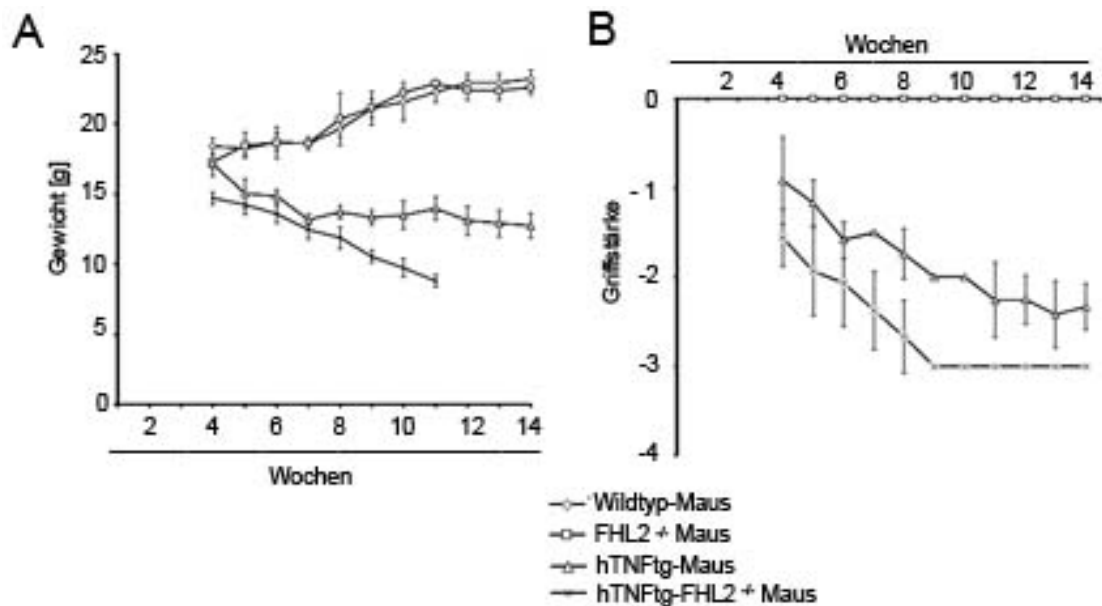 A
Gewicht [g]
25
20
15
10
5
0
2 4 6 8 10 12 14
Wochen
B
Wochen
2 4 6 8 10 12 14
Griffstärke
0
- 1
-2
-3
-4
Wildtyp-Maus
FHL2 -/- Maus
hTNFtg-Maus
hTNFtg-FHL2 -/- Maus